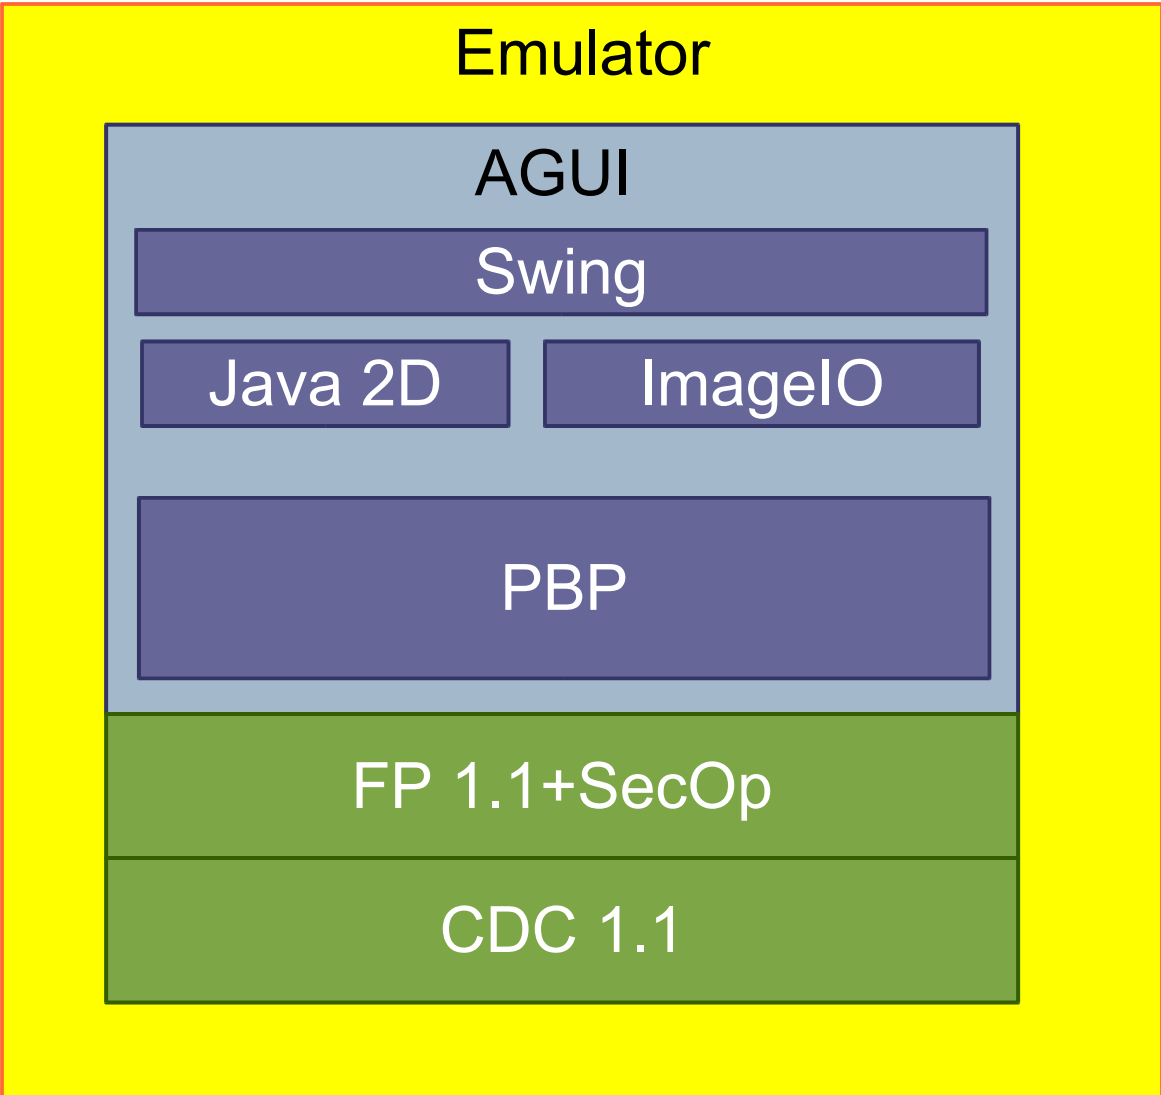 Emulator
AGUI
Swing
Java 2D
ImageIO
PBP
FP 1.1+SecOp
CDC 1.1